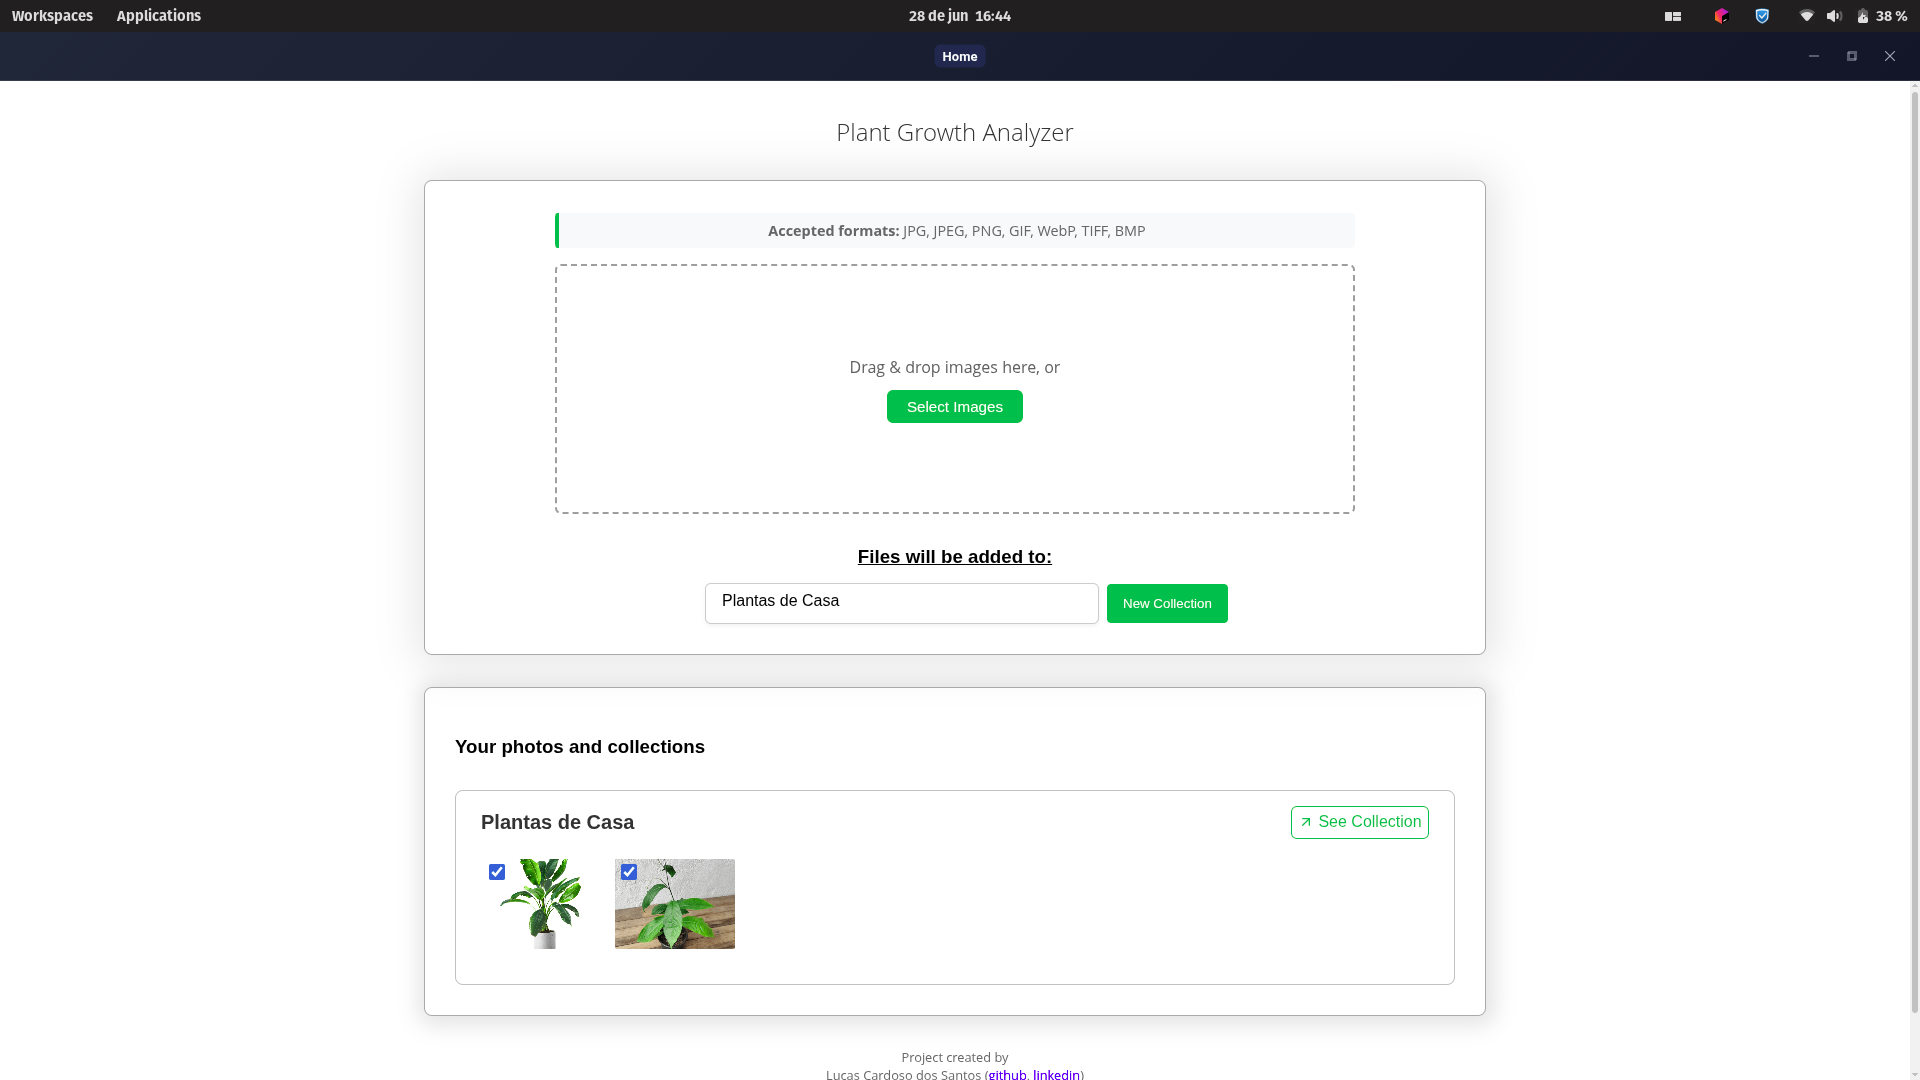 Workspaces Applications 28 de jun 16:44 38 %
Home
Plant Growth Analyzer
Accepted formats: JPG, JPEG, PNG, GIF, WebP, TIFF, BMP
Drag & drop images here, or
Select Images
Files will be added to:
Plantas de Casa New Collection
Your photos and collections
Plantas de Casa See Collection
Project created by
Lucas Cardoso dos Santos (github, linkedin)